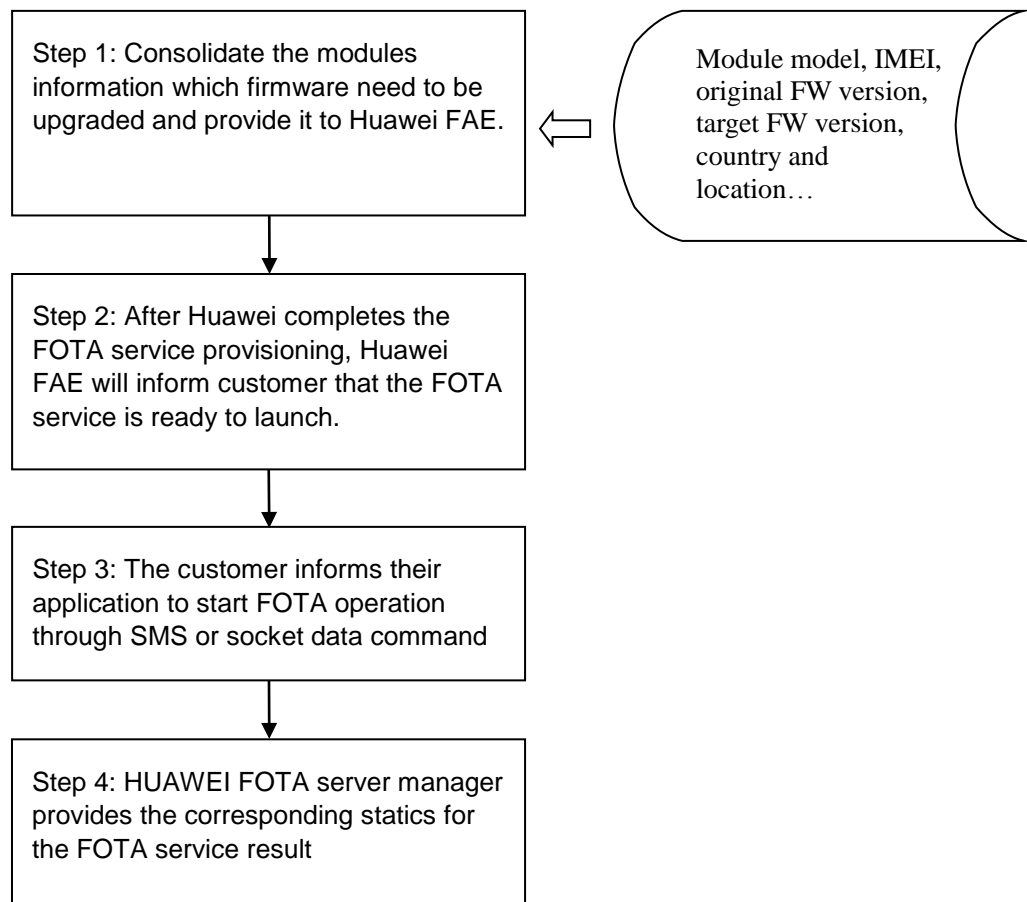 Step 1: Consolidate the modules
information which firmware need to be
upgraded and provide it to Huawei FAE.
Module model, IMEI,
original FW version,
target FW version,
country and
location…
Step 2: After Huawei completes the
FOTA service provisioning, Huawei
FAE will inform customer that the FOTA
service is ready to launch.
Step 3: The customer informs their
application to start FOTA operation
through SMS or socket data command
Step 4: HUAWEI FOTA server manager
provides the corresponding statics for
the FOTA service result